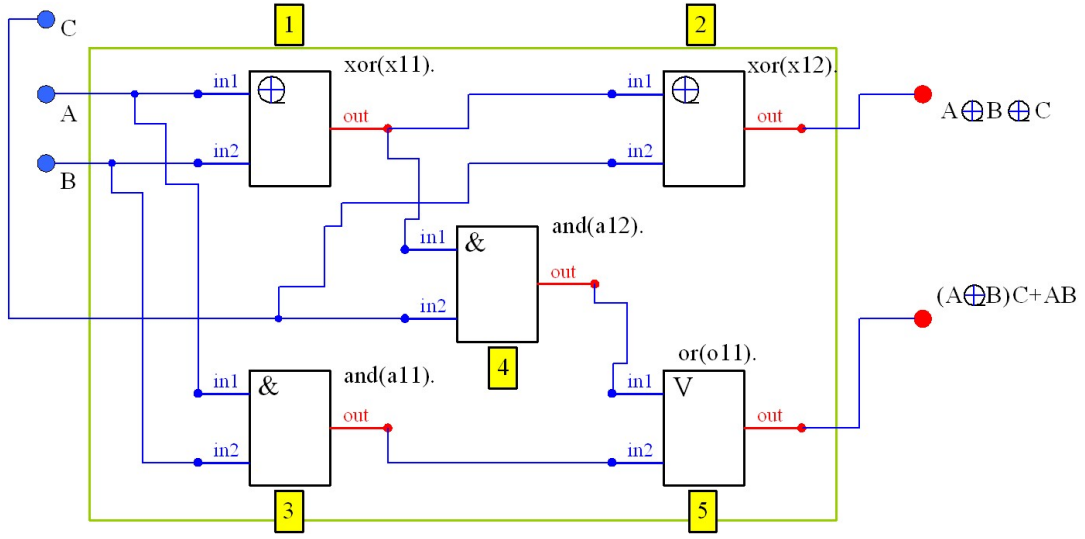 C
1
2
A
in1
⊕
xor(x11).
in1
⊕
xor(x12).
out
out
A⊕B⊕C
B
in2
in2
in1
&
and(a12).
out
in2
(A⊕B)C+AB
4
in1
&
and(a11).
in1
V
or(o11).
out
out
in2
in2
3
5